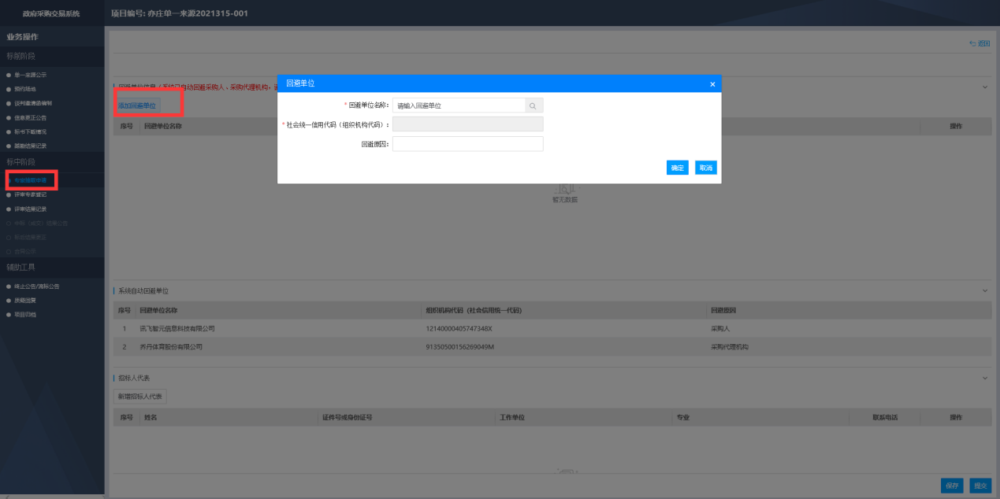 政府采购交易系统
项目编号: 亦庄单一来源2021315-001
业务操作
返回
标前阶段
单一来源公示
预约场地
谈判邀请函编制
信息更正公告
标书下载情况
踏勘结果记录
标中阶段
专家抽取申请
评审专家登记
评审结果记录
中标（成交）结果公告
辅助工具
终止公告/流标公告
质疑回复
项目归档
回避单位信息（系统已自动回避采购人、采购代理机构，
添加回避单位
序号 回避单位名称 操作
回避单位
* 回避单位名称: 请输入回避单位
* 社会统一信用代码（组织机构代码）:
回避原因:
确定 取消
暂无数据
系统自动回避单位
序号 回避单位名称 组织机构代码（社会信用统一代码） 回避原因
1 讯飞智元信息科技有限公司 12140000405747348X 采购人
2 乔丹体育股份有限公司 91350500156269049M 采购代理机构
招标人代表
新增招标人代表
序号 姓名 证件号或身份证号 工作单位 专业 联系电话 操作
保存 提交